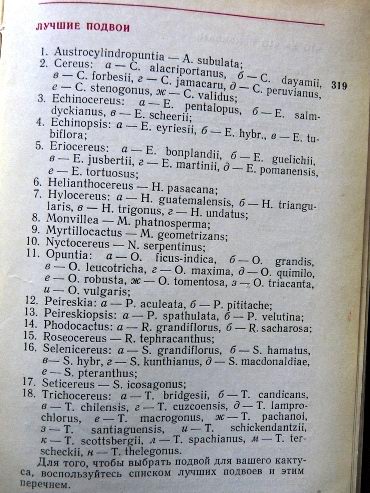 ЛУЧШИЕ ПОДВОИ
1. Austrocylindropuntia — A. subulata;
2. Cereus: а — C. alacriportanus, б — C. dayamii,
в — C. forbesii, г — C. jamacaru, д — C. peruvianus,
е — C. stenogonus, ж — C. validus;
319
3. Echinocereus: а — E. pentalopus, б — E. salm-
dyckianus, в — E. scheerii;
4. Echinopsis: а — E. eyriesii, б — E. hybr., в — E. tu-
biflora;
5. Eriocereus: а — E. bonplandii, б — E. guelichii,
в — E. jusbertii, г — E. martinii, д — E. pomanensis,
е — E. tortuosus;
6. Helianthocereus — H. pasacana;
7. Hylocereus: а — H. guatemalensis, б — H. triangu-
laris, в — H. trigonus, г — H. undatus;
8. Monvillea — M. phatnosperma;
9. Myrtillocactus — M. geometrizans;
10. Nyctocereus — N. serpentinus;
11. Opuntia: а — O. ficus-indica, б — O. grandis,
в — O. leucotricha, г — O. maxima, д — O. quimilo,
е — O. robusta, ж — O. tomentosa, з — O. triacanta,
и — O. vulgaris;
12. Peireskia: а — P. aculeata, б — P. pititache;
13. Peireskiopsis: а — P. spathulata, б — P. velutina;
14. Phodocactus: а — R. grandiflorus, б — R. sacharosa;
15. Roseocereus — R. tephracanthus;
16. Selenicereus: а — S. grandiflorus, б — S. hamatus,
в — S. hybr, г — S. kunthianus, д — S. macdonaldiae,
е — S. pteranthus;
17. Seticereus — S. icosagonus;
18. Trichocereus: а — T. bridgesii, б — T. candicans,
в — T. chilensis, г — T. cuzcoensis, д — T. lampro-
chlorus, е — T. macrogonus, ж — T. pachanoi,
з — T. santiaguensis, и — T. schickendantzii,
к — T. scottsbergii, л — T. spachianus, м — T. ter-
scheckii, н — T. thelegonus.
Для того, чтобы выбрать подвой для вашего какту-
са, воспользуйтесь списком лучших подвоев и этим
перечнем.